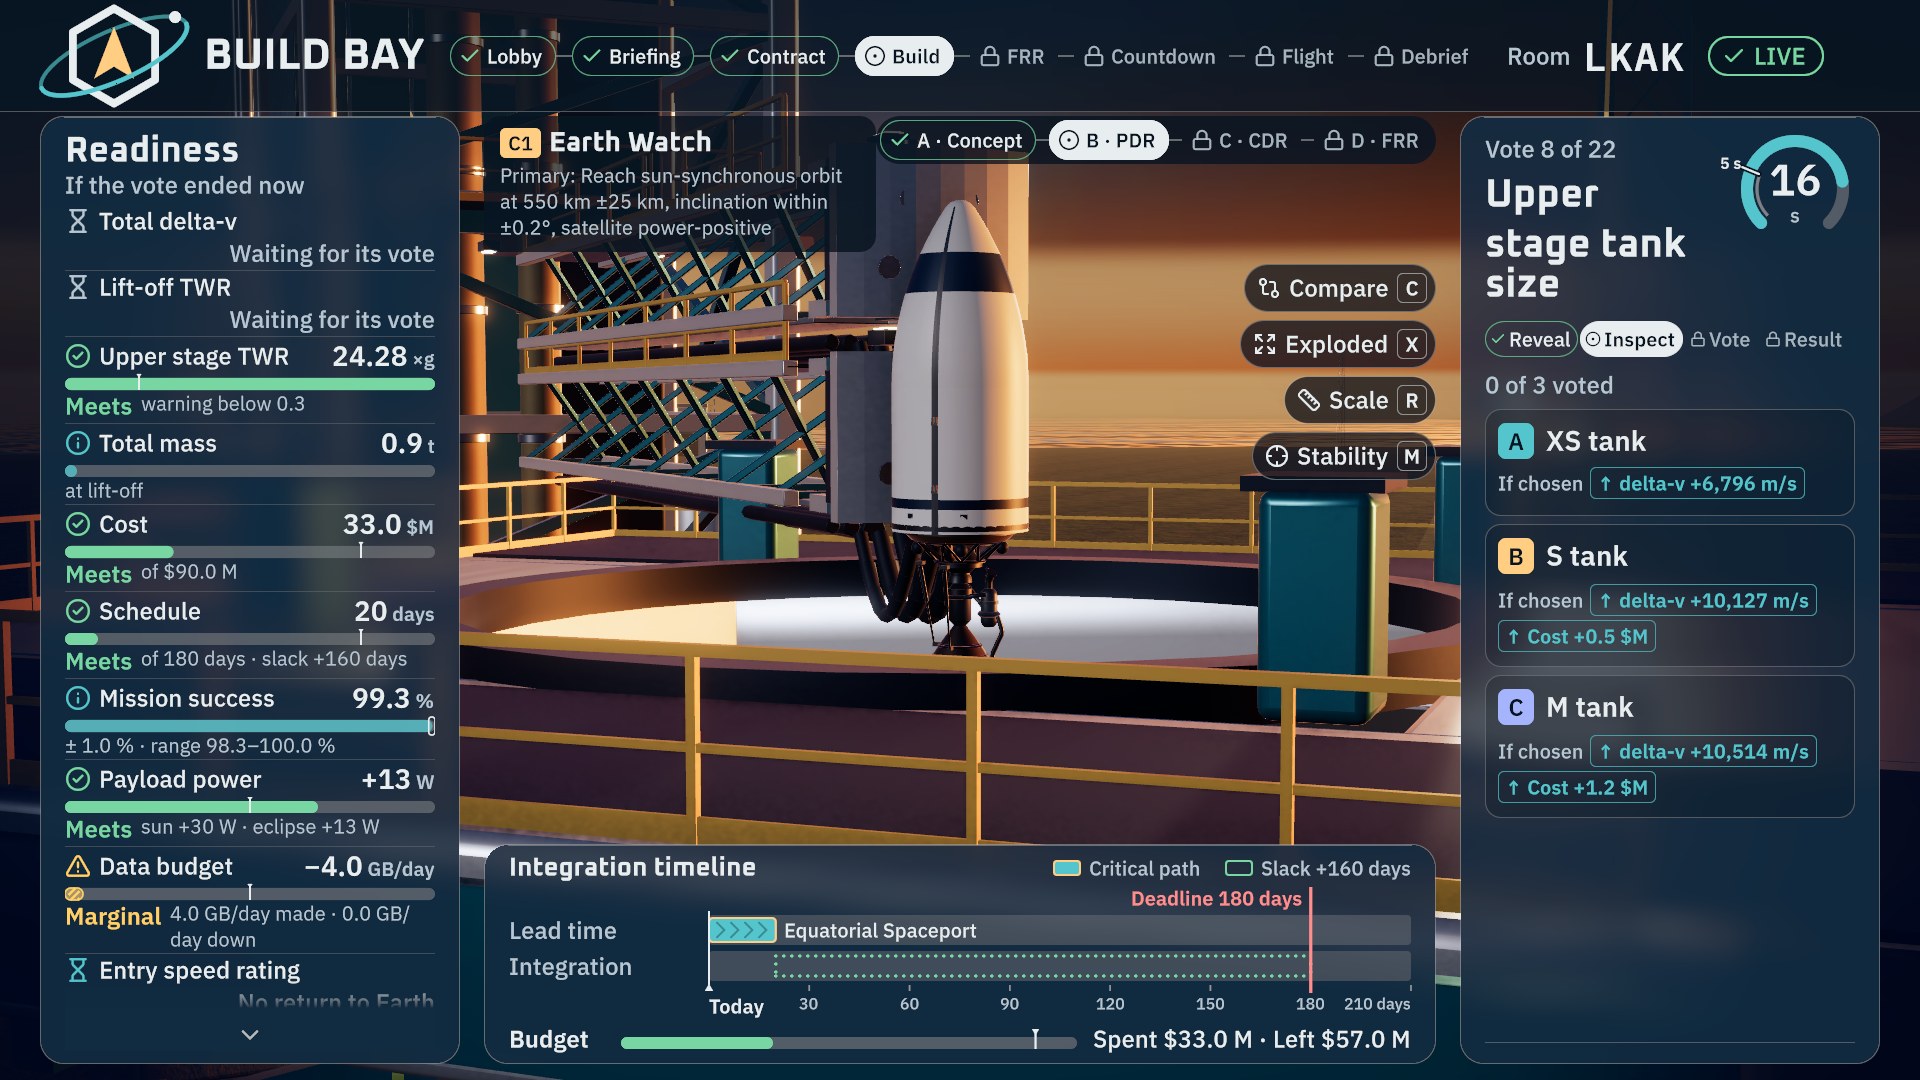 BUILD BAY
Lobby
Briefing
Contract
Build
FRR
Countdown
Flight
Debrief
Room LKAK
LIVE
Readiness
If the vote ended now
Total delta-v
Waiting for its vote
Lift-off TWR
Waiting for its vote
Upper stage TWR 24.28 ×g
Meets warning below 0.3
Total mass 0.9 t
at lift-off
Cost 33.0 $M
Meets of $90.0 M
Schedule 20 days
Meets of 180 days · slack +160 days
Mission success 99.3 %
± 1.0 % · range 98.3–100.0 %
Payload power +13 W
Meets sun +30 W · eclipse +13 W
Data budget −4.0 GB/day
Marginal 4.0 GB/day made · 0.0 GB/
day down
Entry speed rating
No return to Earth
C1 Earth Watch
Primary: Reach sun-synchronous orbit
at 550 km ±25 km, inclination within
±0.2°, satellite power-positive
A · Concept
B · PDR
C · CDR
D · FRR
Compare C
Exploded X
Scale R
Stability M
Integration timeline
Critical path
Slack +160 days
Deadline 180 days
Lead time
Equatorial Spaceport
Integration
Today 30 60 90 120 150 180 210 days
Budget
Spent $33.0 M · Left $57.0 M
Vote 8 of 22
Upper
stage tank
size
5 s
16
s
Reveal
Inspect
Vote
Result
0 of 3 voted
A XS tank
If chosen ↑ delta-v +6,796 m/s
B S tank
If chosen ↑ delta-v +10,127 m/s
↑ Cost +0.5 $M
C M tank
If chosen ↑ delta-v +10,514 m/s
↑ Cost +1.2 $M